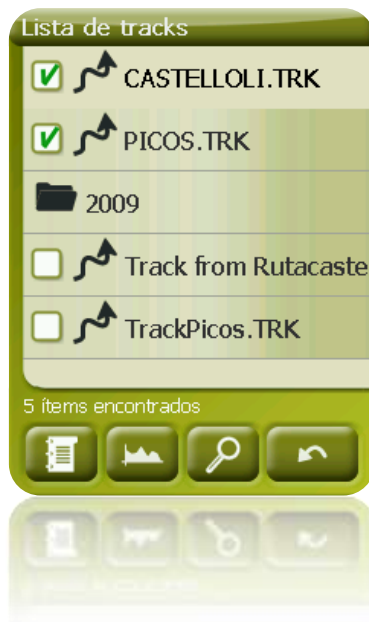 Lista de tracks
CASTELLOLI.TRK
PICOS.TRK
2009
Track from Rutacaste
TrackPicos.TRK
5 ítems encontrados